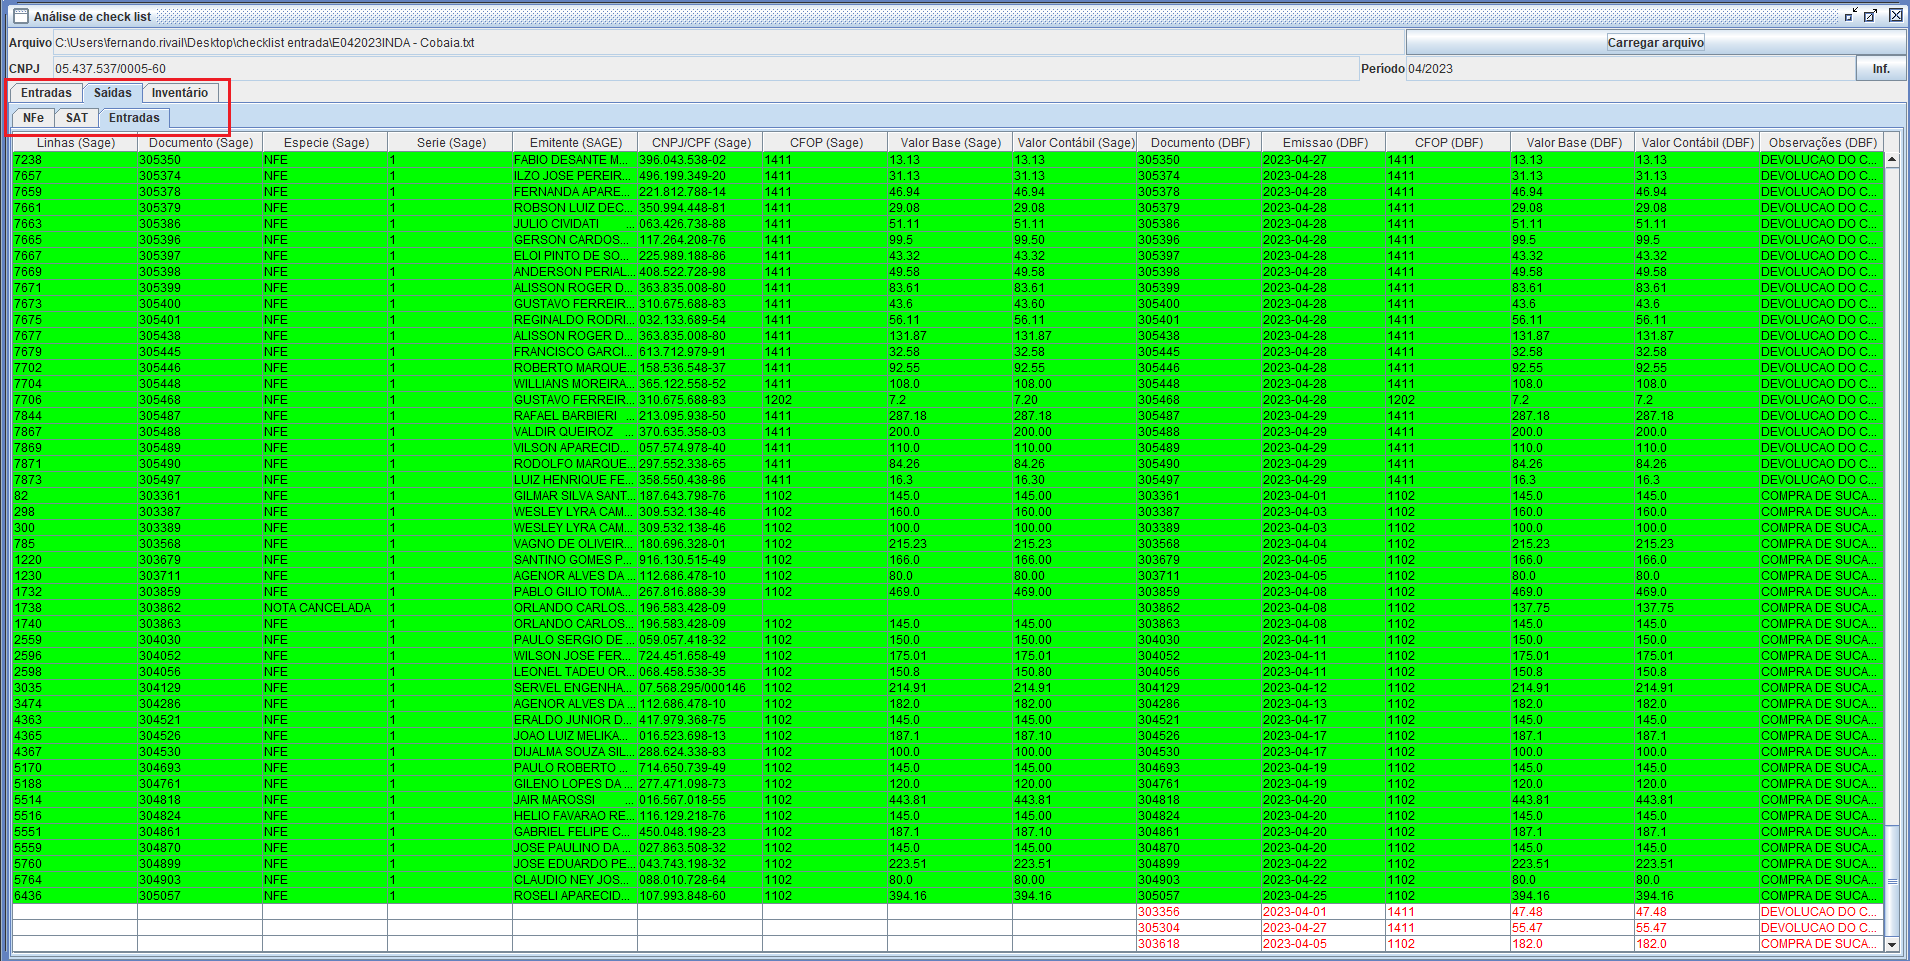 Análise de check list
Arquivo C:\Users\fernando.rivail\Desktop\checklist entrada\E042023INDA - Cobaia.txt Carregar arquivo
CNPJ 05.437.537/0005-60 Período 04/2023 Inf.
Entradas Saídas Inventário
NFe SAT Entradas
Linhas (Sage) Documento (Sage) Especie (Sage) Serie (Sage) Emitente (SAGE) CNPJ/CPF (Sage) CFOP (Sage) Valor Base (Sage) Valor Contábil (Sage) Documento (DBF) Emissao (DBF) CFOP (DBF) Valor Base (DBF) Valor Contábil (DBF) Observações (DBF)
7238 305350 NFE 1 FABIO DESANTE M... 396.043.538-02 1411 13.13 13.13 305350 2023-04-27 1411 13.13 13.13 DEVOLUCAO DO C...
7657 305374 NFE 1 ILZO JOSE PEREIR... 496.199.349-20 1411 31.13 31.13 305374 2023-04-28 1411 31.13 31.13 DEVOLUCAO DO C...
7659 305378 NFE 1 FERNANDA APARE... 221.812.788-14 1411 46.94 46.94 305378 2023-04-28 1411 46.94 46.94 DEVOLUCAO DO C...
7661 305379 NFE 1 ROBSON LUIZ DEC... 350.994.448-81 1411 29.08 29.08 305379 2023-04-28 1411 29.08 29.08 DEVOLUCAO DO C...
7663 305386 NFE 1 JULIO CIVIDATI ... 063.426.738-88 1411 51.11 51.11 305386 2023-04-28 1411 51.11 51.11 DEVOLUCAO DO C...
7665 305396 NFE 1 GERSON CARDOS... 117.264.208-76 1411 99.5 99.50 305396 2023-04-28 1411 99.5 99.5 DEVOLUCAO DO C...
7667 305397 NFE 1 ELOI PINTO DE SO... 225.989.188-86 1411 43.32 43.32 305397 2023-04-28 1411 43.32 43.32 DEVOLUCAO DO C...
7669 305398 NFE 1 ANDERSON PERIAL... 408.522.728-98 1411 49.58 49.58 305398 2023-04-28 1411 49.58 49.58 DEVOLUCAO DO C...
7671 305399 NFE 1 ALISSON ROGER D... 363.835.008-80 1411 83.61 83.61 305399 2023-04-28 1411 83.61 83.61 DEVOLUCAO DO C...
7673 305400 NFE 1 GUSTAVO FERREIR... 310.675.688-83 1411 43.6 43.60 305400 2023-04-28 1411 43.6 43.6 DEVOLUCAO DO C...
7675 305401 NFE 1 REGINALDO RODRI... 032.133.689-54 1411 56.11 56.11 305401 2023-04-28 1411 56.11 56.11 DEVOLUCAO DO C...
7677 305438 NFE 1 ALISSON ROGER D... 363.835.008-80 1411 131.87 131.87 305438 2023-04-28 1411 131.87 131.87 DEVOLUCAO DO C...
7679 305445 NFE 1 FRANCISCO GARCI... 613.712.979-91 1411 32.58 32.58 305445 2023-04-28 1411 32.58 32.58 DEVOLUCAO DO C...
7702 305446 NFE 1 ROBERTO MARQUE... 158.536.548-37 1411 92.55 92.55 305446 2023-04-28 1411 92.55 92.55 DEVOLUCAO DO C...
7704 305448 NFE 1 WILLIANS MOREIRA... 365.122.558-52 1411 108.0 108.00 305448 2023-04-28 1411 108.0 108.0 DEVOLUCAO DO C...
7706 305468 NFE 1 GUSTAVO FERREIR... 310.675.688-83 1202 7.2 7.20 305468 2023-04-28 1202 7.2 7.2 DEVOLUCAO DO C...
7844 305487 NFE 1 RAFAEL BARBIERI ... 213.095.938-50 1411 287.18 287.18 305487 2023-04-29 1411 287.18 287.18 DEVOLUCAO DO C...
7867 305488 NFE 1 VALDIR QUEIROZ ... 370.635.358-03 1411 200.0 200.00 305488 2023-04-29 1411 200.0 200.0 DEVOLUCAO DO C...
7869 305489 NFE 1 VILSON APARECID... 057.574.978-40 1411 110.0 110.00 305489 2023-04-29 1411 110.0 110.0 DEVOLUCAO DO C...
7871 305490 NFE 1 RODOLFO MARQUE... 297.552.338-65 1411 84.26 84.26 305490 2023-04-29 1411 84.26 84.26 DEVOLUCAO DO C...
7873 305497 NFE 1 LUIZ HENRIQUE FE... 358.550.438-86 1411 16.3 16.30 305497 2023-04-29 1411 16.3 16.3 DEVOLUCAO DO C...
82 303361 NFE 1 GILMAR SILVA SANT... 187.643.798-76 1102 145.0 145.00 303361 2023-04-01 1102 145.0 145.0 COMPRA DE SUCA...
298 303387 NFE 1 WESLEY LYRA CAM... 309.532.138-46 1102 160.0 160.00 303387 2023-04-03 1102 160.0 160.0 COMPRA DE SUCA...
300 303389 NFE 1 WESLEY LYRA CAM... 309.532.138-46 1102 100.0 100.00 303389 2023-04-03 1102 100.0 100.0 COMPRA DE SUCA...
785 303568 NFE 1 VAGNO DE OLIVEIR... 180.696.328-01 1102 215.23 215.23 303568 2023-04-04 1102 215.23 215.23 COMPRA DE SUCA...
1220 303679 NFE 1 SANTINO GOMES P... 916.130.515-49 1102 166.0 166.00 303679 2023-04-05 1102 166.0 166.0 COMPRA DE SUCA...
1230 303711 NFE 1 AGENOR ALVES DA ... 112.686.478-10 1102 80.0 80.00 303711 2023-04-05 1102 80.0 80.0 COMPRA DE SUCA...
1732 303859 NFE 1 PABLO GILIO TOMA... 267.816.888-39 1102 469.0 469.00 303859 2023-04-08 1102 469.0 469.0 COMPRA DE SUCA...
1738 303862 NOTA CANCELADA 1 ORLANDO CARLOS... 196.583.428-09 303862 2023-04-08 1102 137.75 137.75 COMPRA DE SUCA...
1740 303863 NFE 1 ORLANDO CARLOS... 196.583.428-09 1102 145.0 145.00 303863 2023-04-08 1102 145.0 145.0 COMPRA DE SUCA...
2559 304030 NFE 1 PAULO SERGIO DE ... 059.057.418-32 1102 150.0 150.00 304030 2023-04-11 1102 150.0 150.0 COMPRA DE SUCA...
2596 304052 NFE 1 WILSON JOSE FER... 724.451.658-49 1102 175.01 175.01 304052 2023-04-11 1102 175.01 175.01 COMPRA DE SUCA...
2598 304056 NFE 1 LEONEL TADEU OR... 068.458.538-35 1102 150.8 150.80 304056 2023-04-11 1102 150.8 150.8 COMPRA DE SUCA...
3035 304129 NFE 1 SERVEL ENGENHA... 07.568.295/000146 1102 214.91 214.91 304129 2023-04-12 1102 214.91 214.91 COMPRA DE SUCA...
3474 304286 NFE 1 AGENOR ALVES DA ... 112.686.478-10 1102 182.0 182.00 304286 2023-04-13 1102 182.0 182.0 COMPRA DE SUCA...
4363 304521 NFE 1 ERALDO JUNIOR D... 417.979.368-75 1102 145.0 145.00 304521 2023-04-17 1102 145.0 145.0 COMPRA DE SUCA...
4365 304526 NFE 1 JOAO LUIZ MELIKA... 016.523.698-13 1102 187.1 187.10 304526 2023-04-17 1102 187.1 187.1 COMPRA DE SUCA...
4367 304530 NFE 1 DIJALMA SOUZA SIL... 288.624.338-83 1102 100.0 100.00 304530 2023-04-17 1102 100.0 100.0 COMPRA DE SUCA...
5170 304693 NFE 1 PAULO ROBERTO ... 714.650.739-49 1102 145.0 145.00 304693 2023-04-19 1102 145.0 145.0 COMPRA DE SUCA...
5188 304761 NFE 1 GILENO LOPES DA ... 277.471.098-73 1102 120.0 120.00 304761 2023-04-19 1102 120.0 120.0 COMPRA DE SUCA...
5514 304818 NFE 1 JAIR MAROSSI ... 016.567.018-55 1102 443.81 443.81 304818 2023-04-20 1102 443.81 443.81 COMPRA DE SUCA...
5516 304824 NFE 1 HELIO FAVARAO RE... 116.129.218-76 1102 145.0 145.00 304824 2023-04-20 1102 145.0 145.0 COMPRA DE SUCA...
5551 304861 NFE 1 GABRIEL FELIPE C... 450.048.198-23 1102 187.1 187.10 304861 2023-04-20 1102 187.1 187.1 COMPRA DE SUCA...
5559 304870 NFE 1 JOSE PAULINO DA ... 027.863.508-32 1102 145.0 145.00 304870 2023-04-20 1102 145.0 145.0 COMPRA DE SUCA...
5760 304899 NFE 1 JOSE EDUARDO PE... 043.743.198-32 1102 223.51 223.51 304899 2023-04-22 1102 223.51 223.51 COMPRA DE SUCA...
5764 304903 NFE 1 CLAUDIO NEY JOS... 088.010.728-64 1102 80.0 80.00 304903 2023-04-22 1102 80.0 80.0 COMPRA DE SUCA...
6436 305057 NFE 1 ROSELI APARECID... 107.993.848-60 1102 394.16 394.16 305057 2023-04-25 1102 394.16 394.16 COMPRA DE SUCA...
303356 2023-04-01 1411 47.48 47.48 DEVOLUCAO DO C...
305304 2023-04-27 1411 55.47 55.47 DEVOLUCAO DO C...
303618 2023-04-05 1102 182.0 182.0 COMPRA DE SUCA...